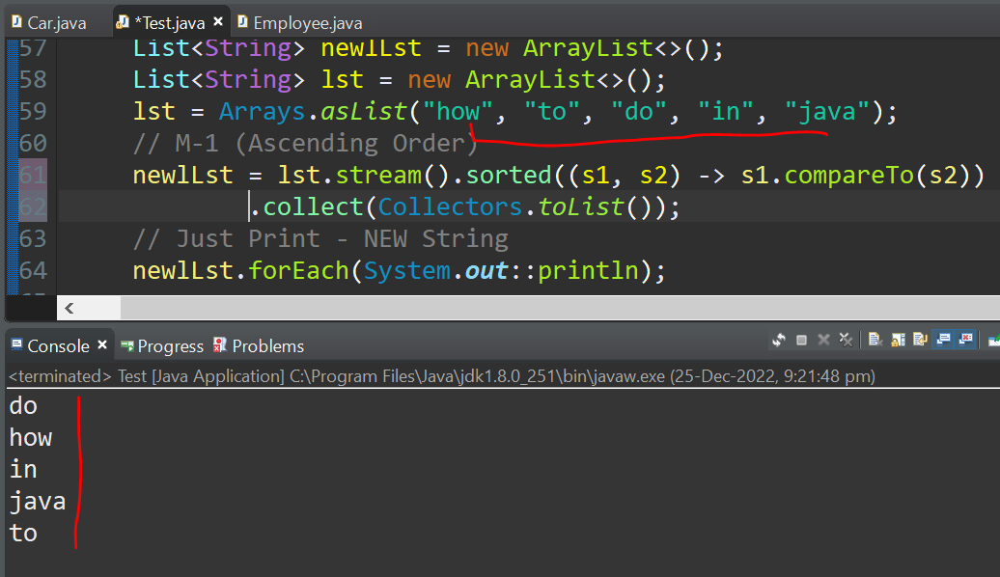 Car.java *Test.java Employee.java
57 List<String> newlLst = new ArrayList<>();
58 List<String> lst = new ArrayList<>();
59 lst = Arrays.asList("how", "to", "do", "in", "java");
60 // M-1 (Ascending Order)
61 newlLst = lst.stream().sorted((s1, s2) -> s1.compareTo(s2))
62 .collect(Collectors.toList());
63 // Just Print - NEW String
64 newlLst.forEach(System.out::println);
Console Progress Problems
<terminated> Test [Java Application] C:\Program Files\Java\jdk1.8.0_251\bin\javaw.exe (25-Dec-2022, 9:21:48 pm)
do
how
in
java
to